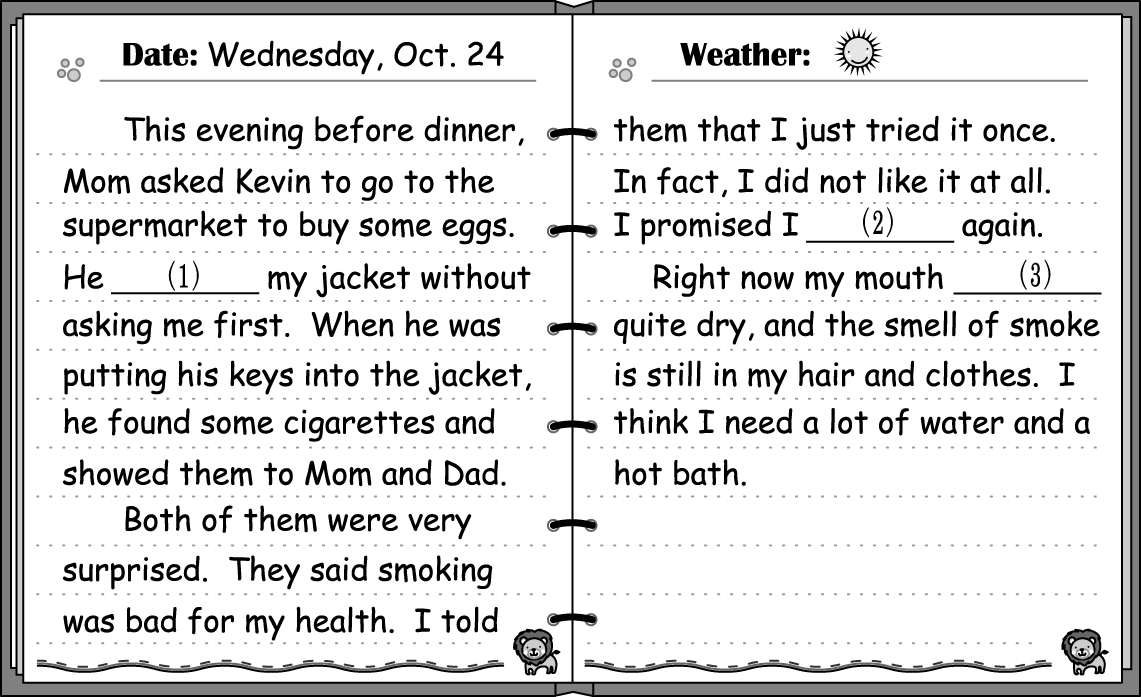 Date: Wednesday, Oct. 24
This evening before dinner,
Mom asked Kevin to go to the
supermarket to buy some eggs.
He (1) my jacket without
asking me first. When he was
putting his keys into the jacket,
he found some cigarettes and
showed them to Mom and Dad.
Both of them were very
surprised. They said smoking
was bad for my health. I told
Weather:
them that I just tried it once.
In fact, I did not like it at all.
I promised I (2) again.
Right now my mouth (3)
quite dry, and the smell of smoke
is still in my hair and clothes. I
think I need a lot of water and a
hot bath.